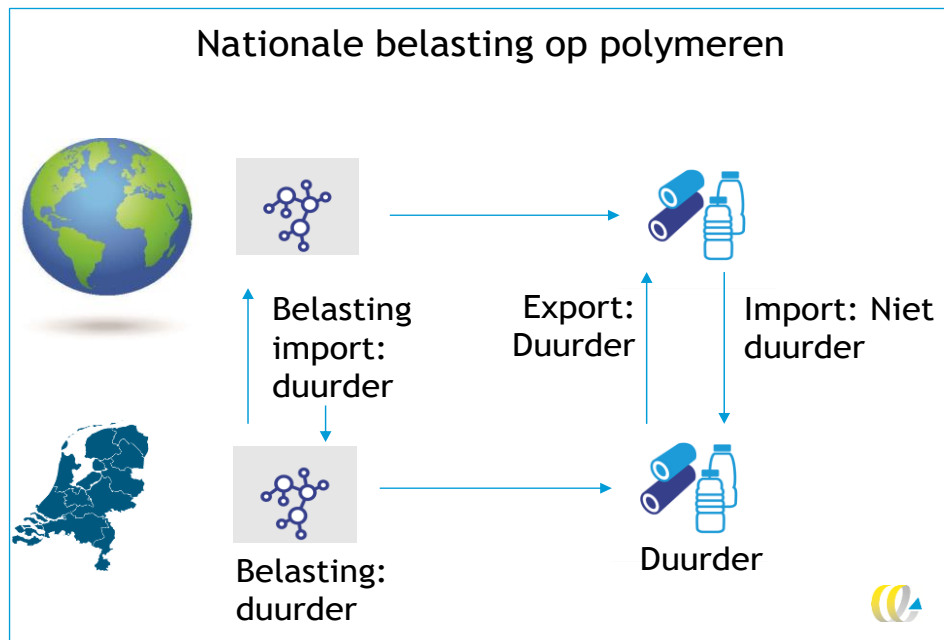 Nationale belasting op polymeren
Belasting
import:
duurder
Export:
Duurder
Import: Niet
duurder
Belasting:
duurder
Duurder